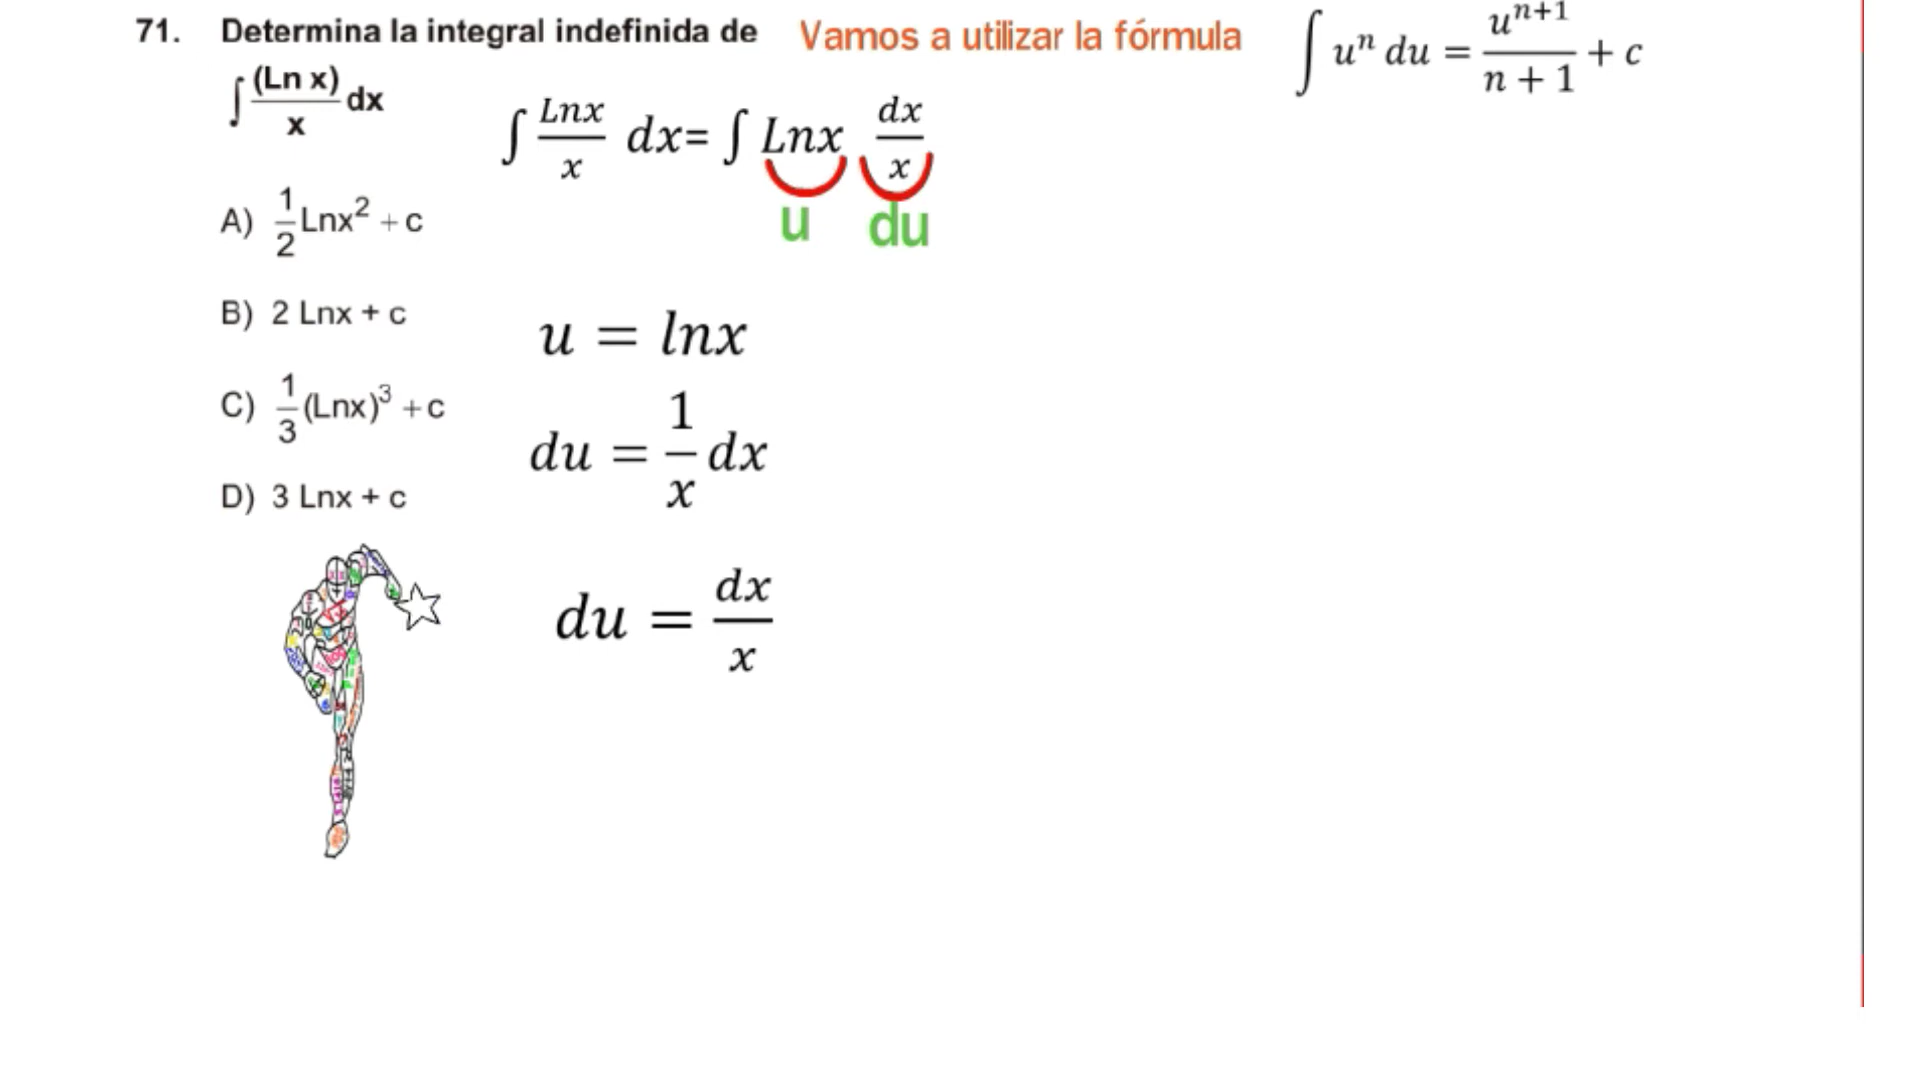 71. Determina la integral indefinida de
∫ (Ln x)/x dx
A) 1/2 Lnx² + c
B) 2 Lnx + c
C) 1/3 (Lnx)³ + c
D) 3 Lnx + c
Vamos a utilizar la fórmula ∫ uⁿ du = uⁿ⁺¹/n + 1 + c
∫ Lnx/x dx= ∫ Lnx dx/x
u du
u = lnx
du = 1/x dx
du = dx/x